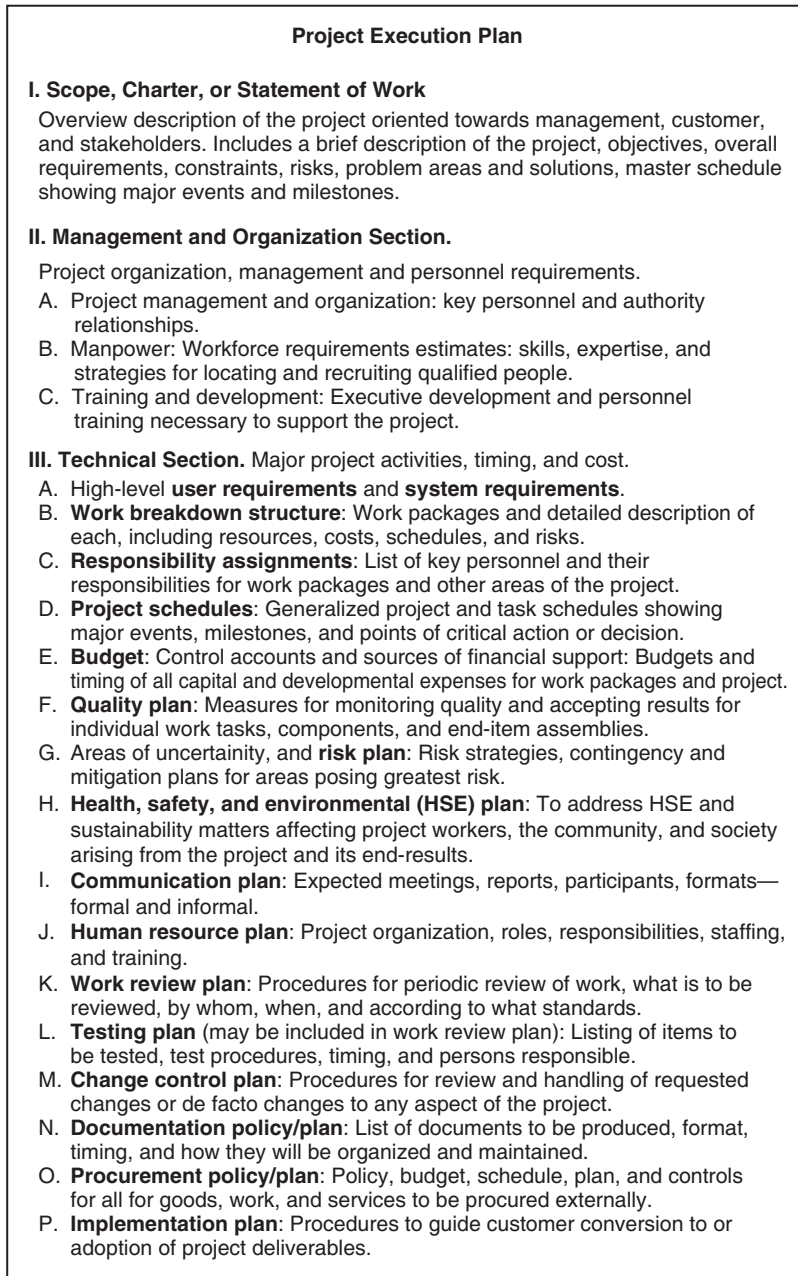 Project Execution Plan
I. Scope, Charter, or Statement of Work
Overview description of the project oriented towards management, customer,
and stakeholders. Includes a brief description of the project, objectives, overall
requirements, constraints, risks, problem areas and solutions, master schedule
showing major events and milestones.
II. Management and Organization Section.
Project organization, management and personnel requirements.
A. Project management and organization: key personnel and authority
relationships.
B. Manpower: Workforce requirements estimates: skills, expertise, and
strategies for locating and recruiting qualified people.
C. Training and development: Executive development and personnel
training necessary to support the project.
III. Technical Section. Major project activities, timing, and cost.
A. High-level user requirements and system requirements.
B. Work breakdown structure: Work packages and detailed description of
each, including resources, costs, schedules, and risks.
C. Responsibility assignments: List of key personnel and their
responsibilities for work packages and other areas of the project.
D. Project schedules: Generalized project and task schedules showing
major events, milestones, and points of critical action or decision.
E. Budget: Control accounts and sources of financial support: Budgets and
timing of all capital and developmental expenses for work packages and project.
F. Quality plan: Measures for monitoring quality and accepting results for
individual work tasks, components, and end-item assemblies.
G. Areas of uncertainity, and risk plan: Risk strategies, contingency and
mitigation plans for areas posing greatest risk.
H. Health, safety, and environmental (HSE) plan: To address HSE and
sustainability matters affecting project workers, the community, and society
arising from the project and its end-results.
I. Communication plan: Expected meetings, reports, participants, formats—
formal and informal.
J. Human resource plan: Project organization, roles, responsibilities, staffing,
and training.
K. Work review plan: Procedures for periodic review of work, what is to be
reviewed, by whom, when, and according to what standards.
L. Testing plan (may be included in work review plan): Listing of items to
be tested, test procedures, timing, and persons responsible.
M. Change control plan: Procedures for review and handling of requested
changes or de facto changes to any aspect of the project.
N. Documentation policy/plan: List of documents to be produced, format,
timing, and how they will be organized and maintained.
O. Procurement policy/plan: Policy, budget, schedule, plan, and controls
for all for goods, work, and services to be procured externally.
P. Implementation plan: Procedures to guide customer conversion to or
adoption of project deliverables.